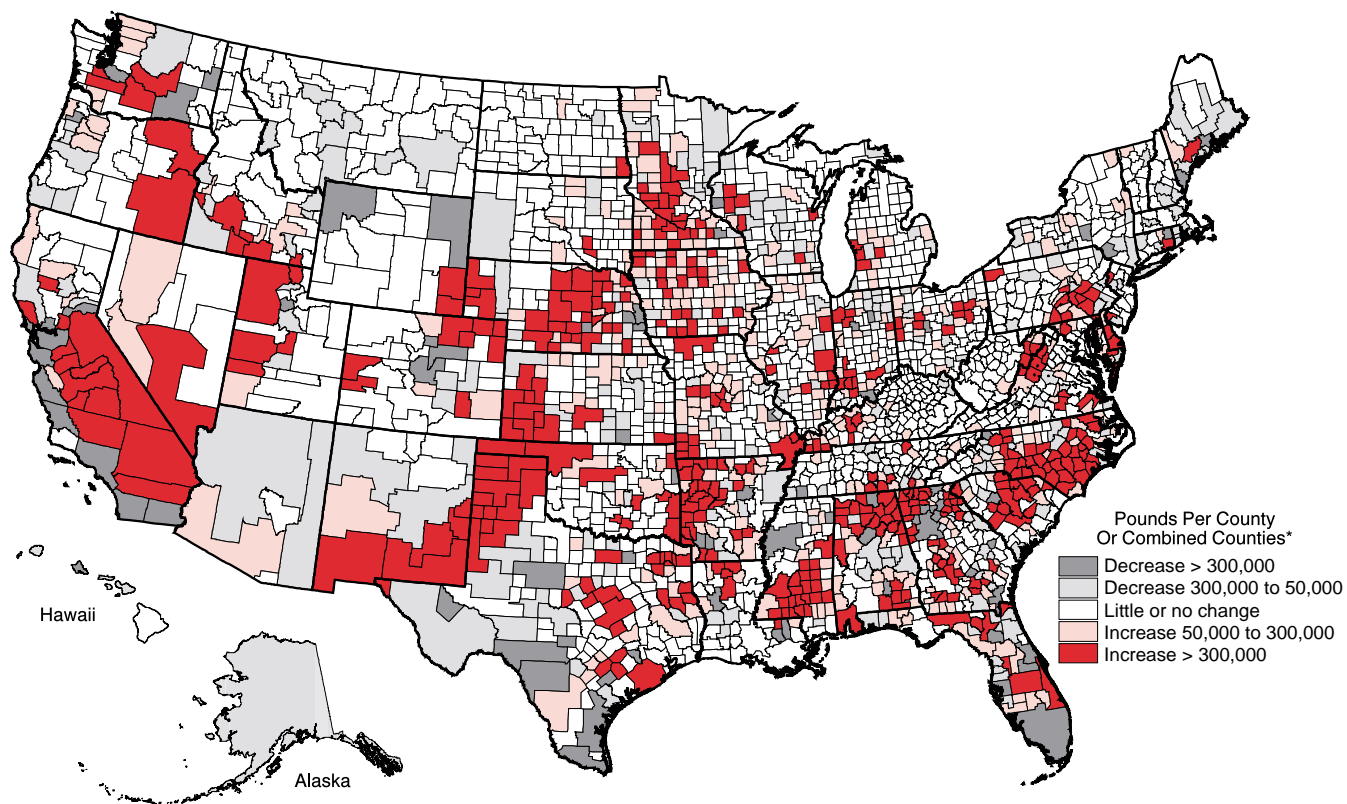 Pounds Per County
Or Combined Counties*
Decrease > 300,000
Decrease 300,000 to 50,000
Little or no change
Increase 50,000 to 300,000
Increase > 300,000
Hawaii
Alaska